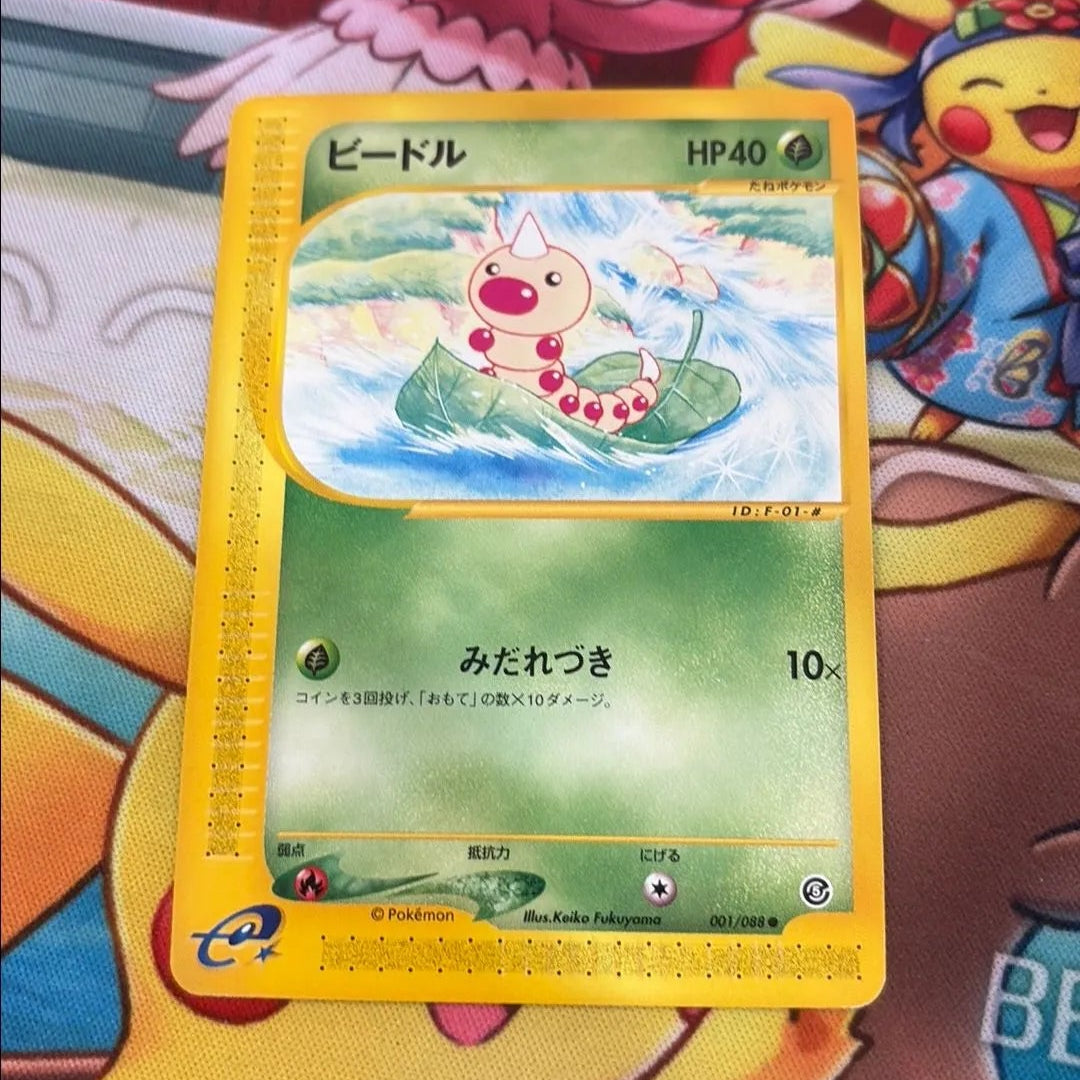 ビードル
HP40
たねポケモン
ID:F-01-#
みだれづき 10×
コインを3回投げ、「おもて」の数×10ダメージ。
弱点 抵抗力 にげる
© Pokémon Illus.Keiko Fukuyama 001/088 ●
e
BE